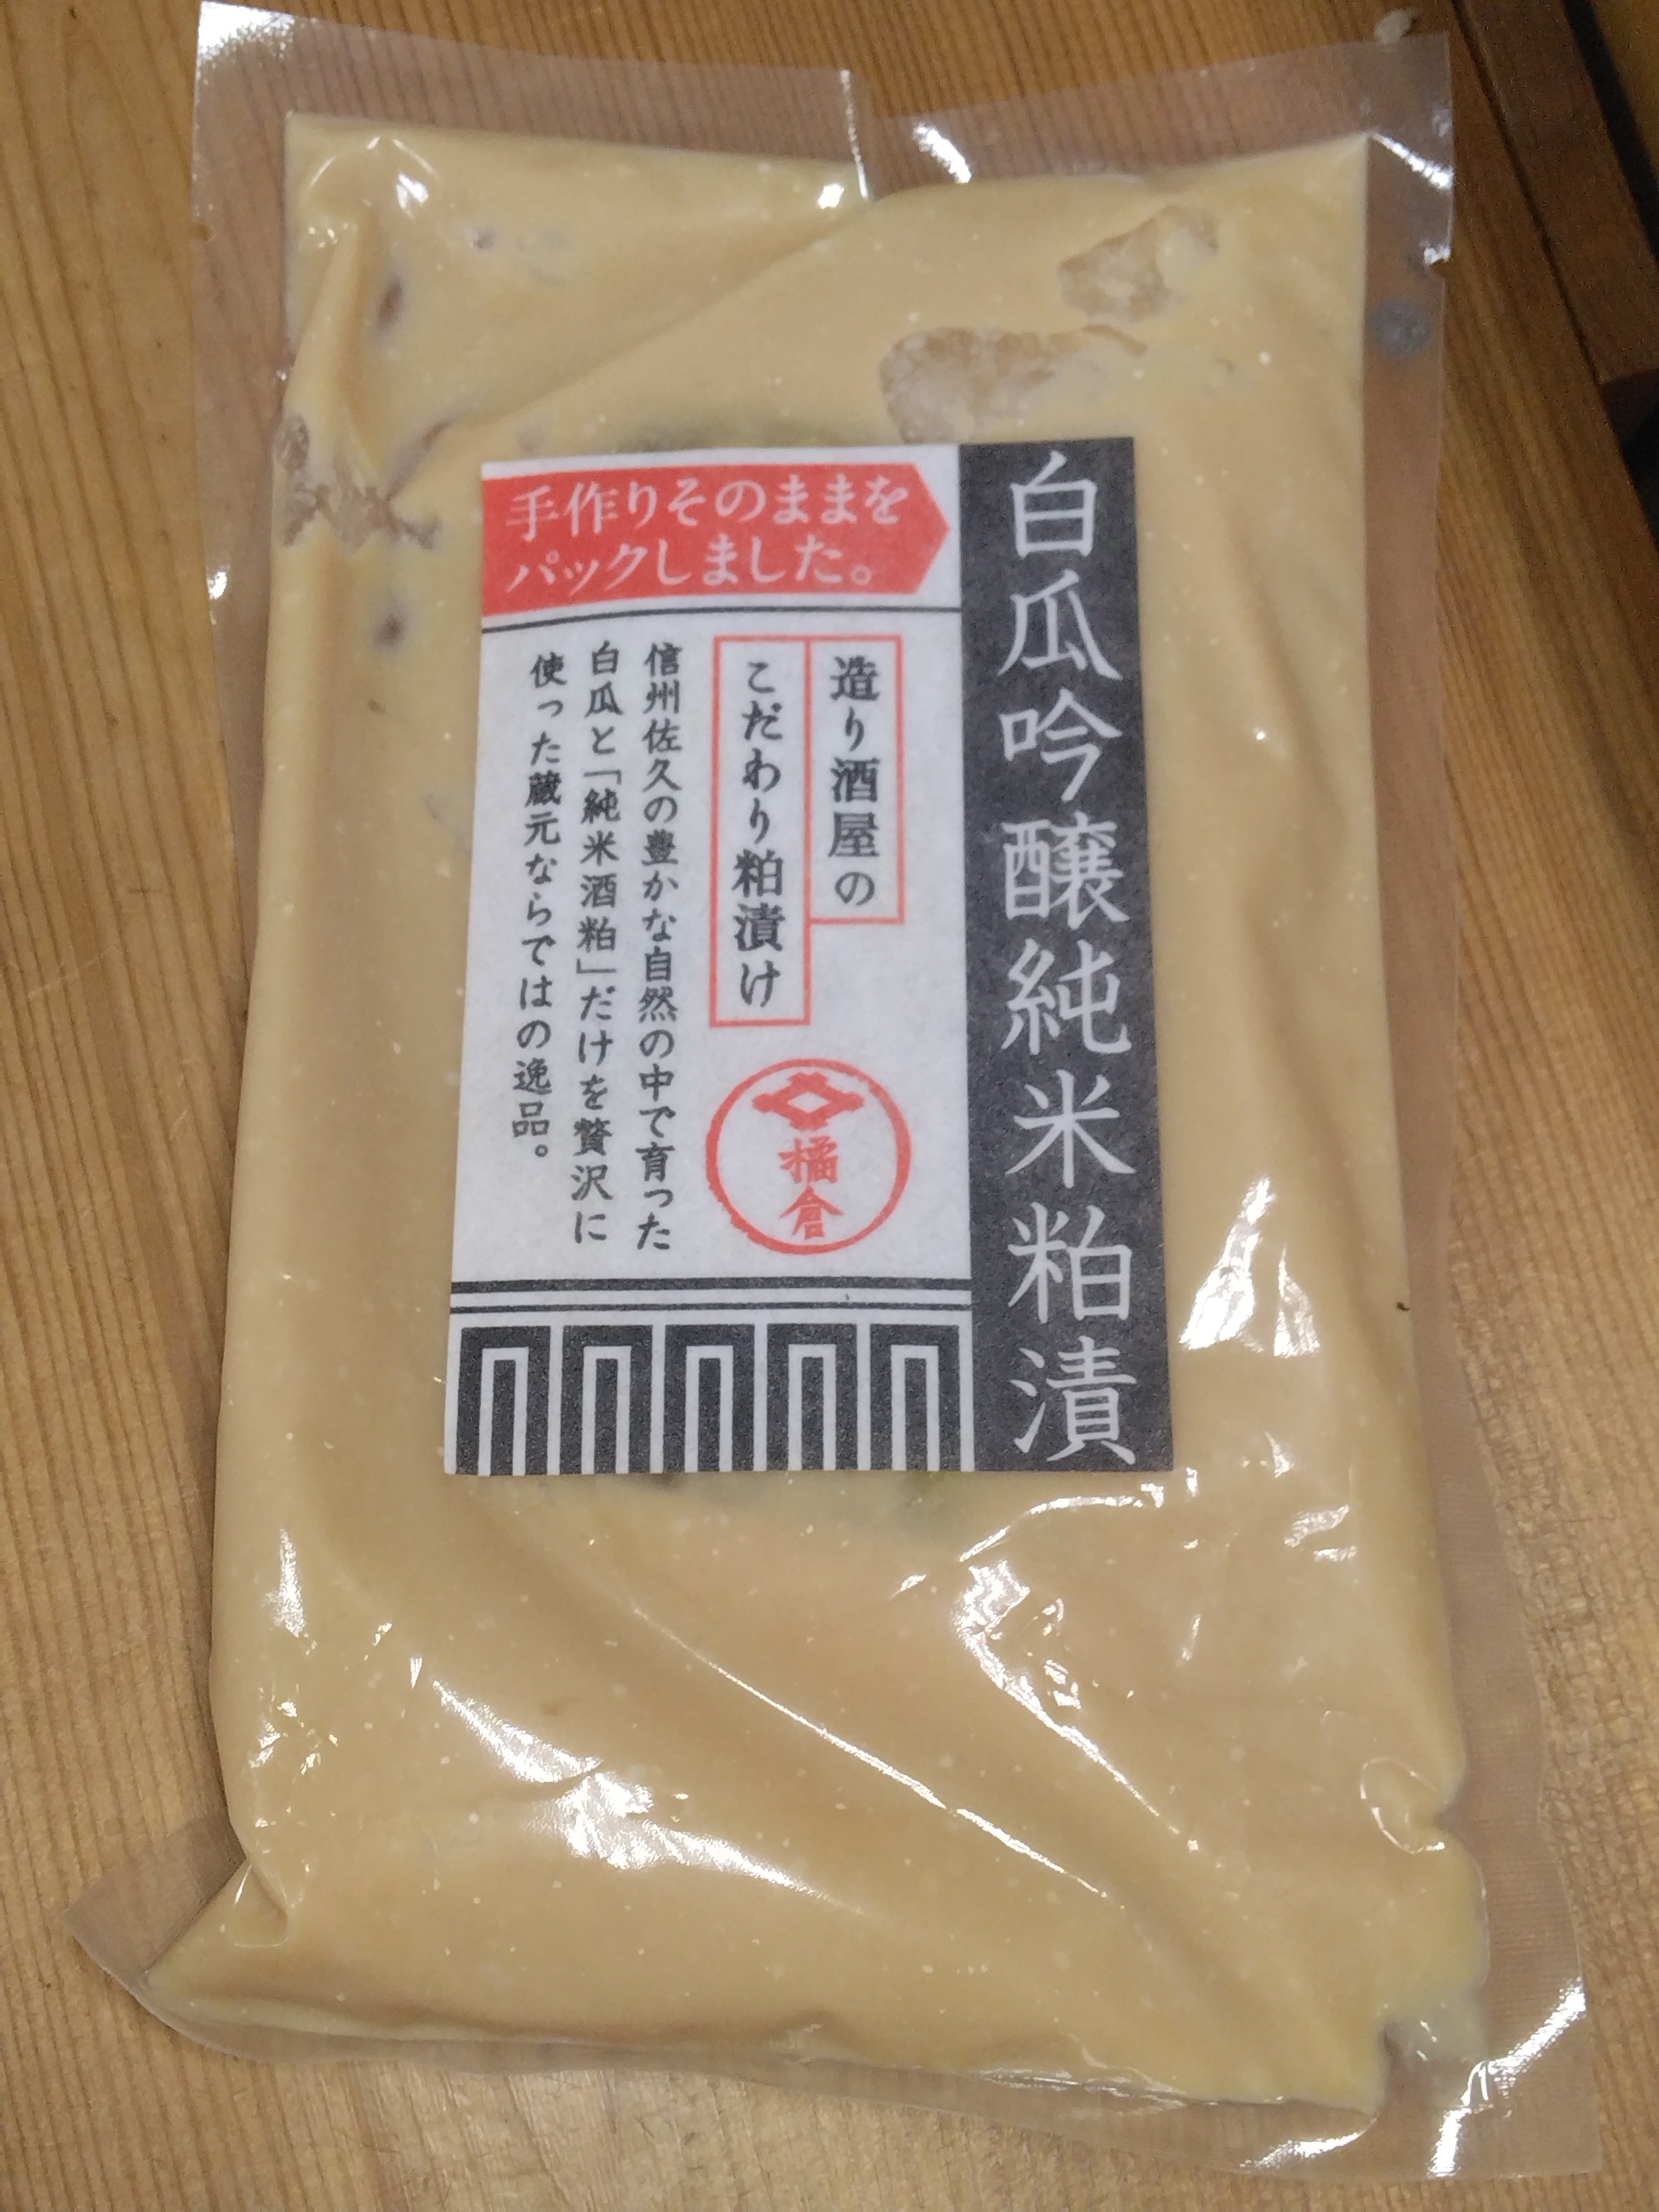 白瓜吟醸純米粕漬
手作りそのままを
パックしました。
造り酒屋の
こだわり粕漬け
信州佐久の豊かな自然の中で育った
白瓜と「純米酒粕」だけを贅沢に
使った蔵元ならではの逸品。
橘倉